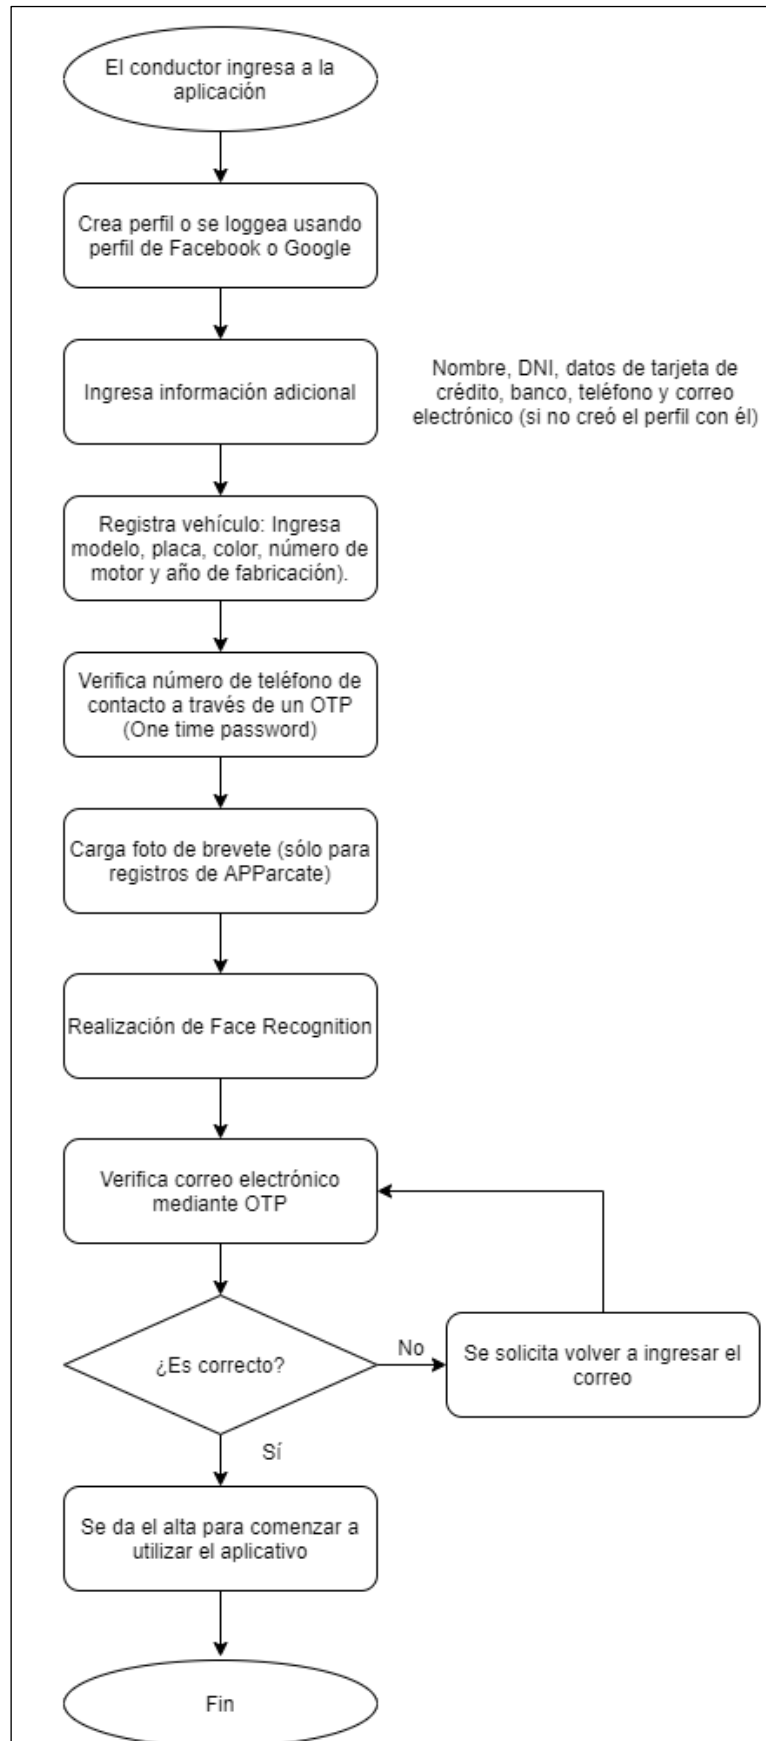 El conductor ingresa a la
aplicación
Crea perfil o se loggea usando
perfil de Facebook o Google
Ingresa información adicional
Nombre, DNI, datos de tarjeta de
crédito, banco, teléfono y correo
electrónico (si no creó el perfil con él)
Registra vehículo: Ingresa
modelo, placa, color, número de
motor y año de fabricación).
Verifica número de teléfono de
contacto a través de un OTP
(One time password)
Carga foto de brevete (sólo para
registros de APParcate)
Realización de Face Recognition
Verifica correo electrónico
mediante OTP
¿Es correcto?
No
Se solicita volver a ingresar el
correo
Sí
Se da el alta para comenzar a
utilizar el aplicativo
Fin